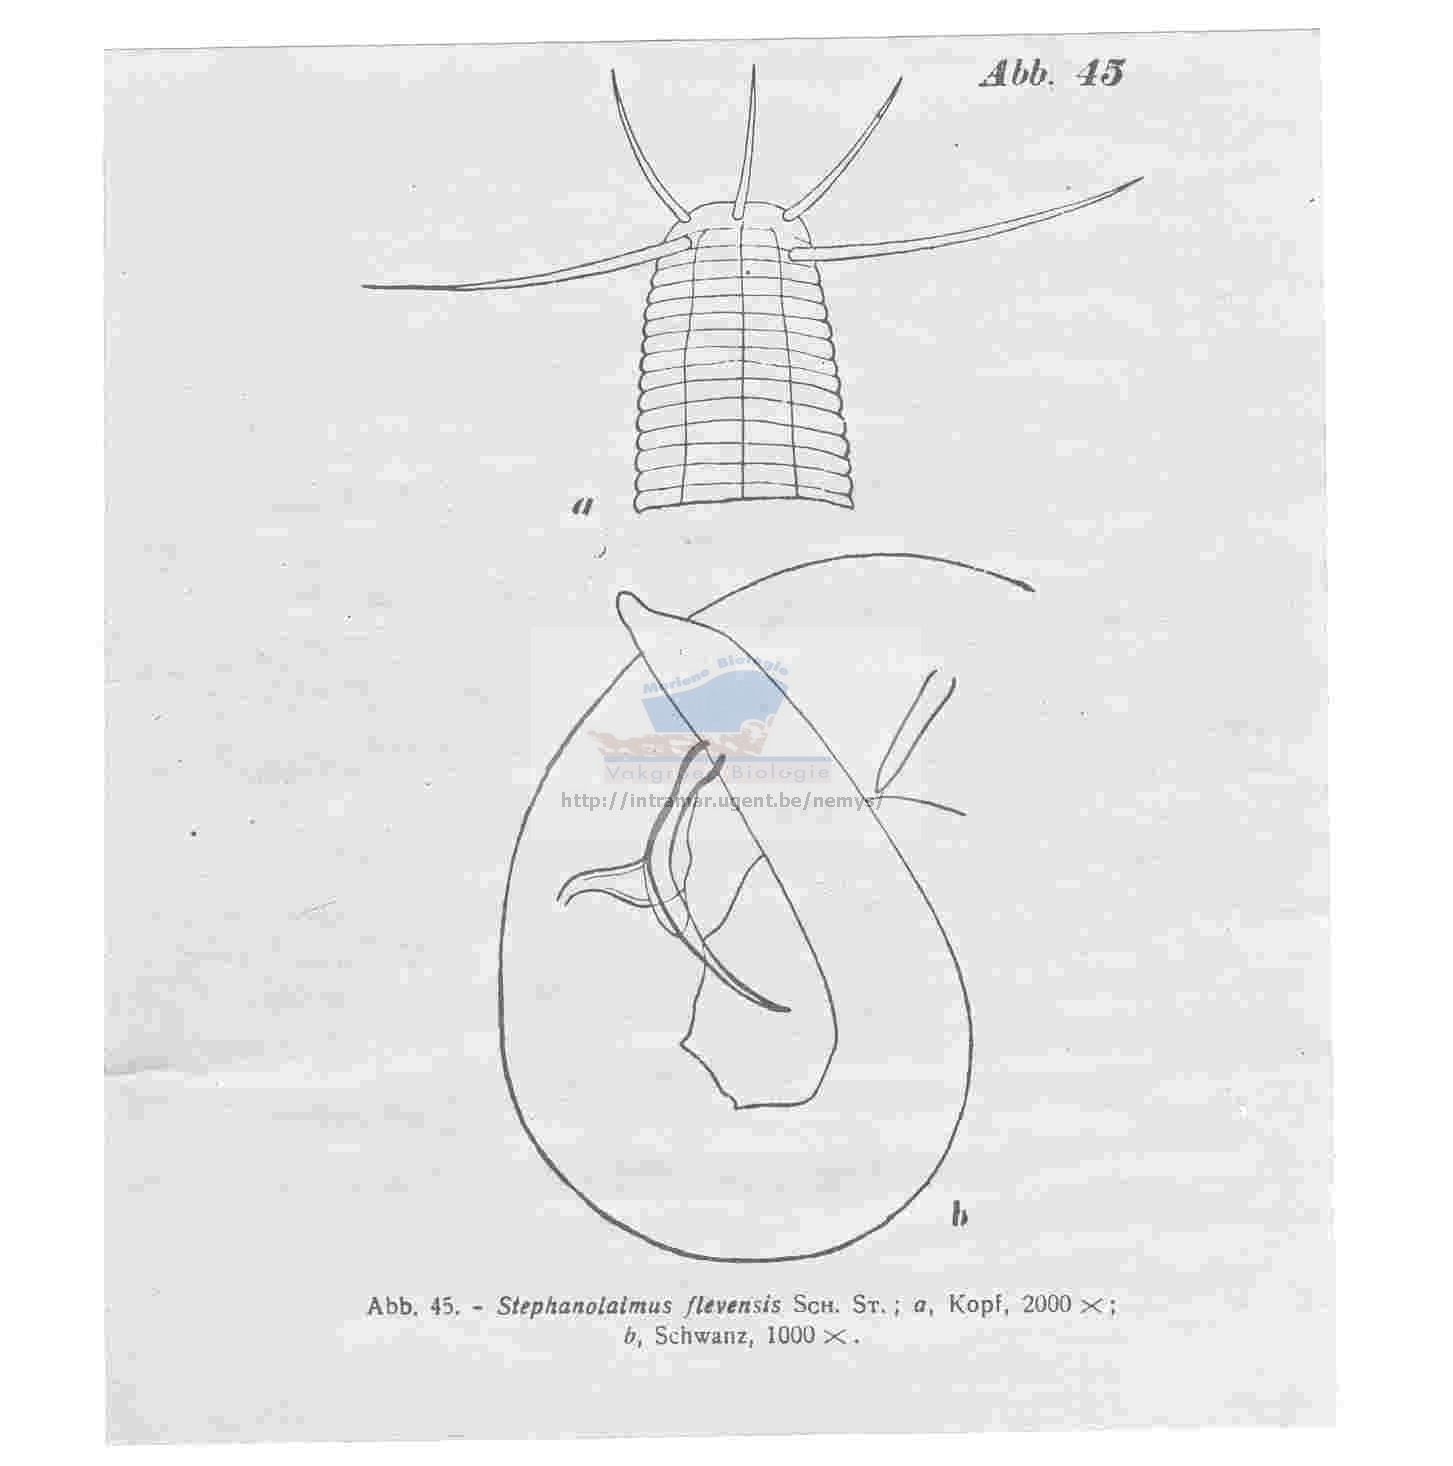 Abb. 45
a
Mariene Biologie
Vakgroep Biologie
http://intramar.ugent.be/nemys/
b
Abb. 45. - Stephanolaimus flevensis SCH. ST. ; a, Kopf, 2000 ×;
b, Schwanz, 1000 ×.